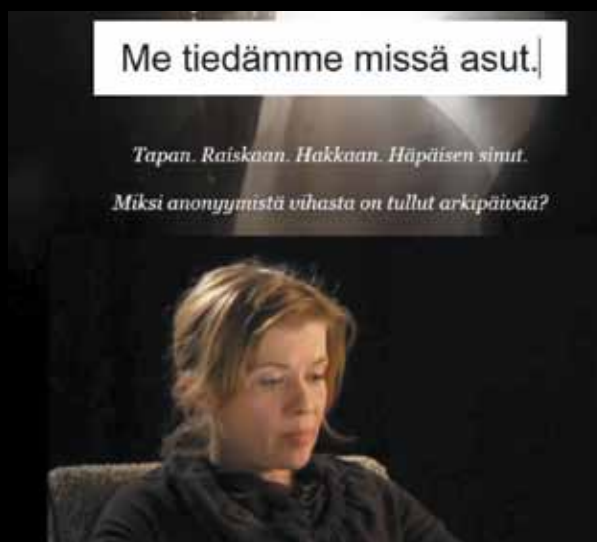 Me tiedämme missä asut.
Tapan. Raiskaan. Hakkaan. Häpäisen sinut.
Miksi anonyymistä vihasta on tullut arkipäivää?